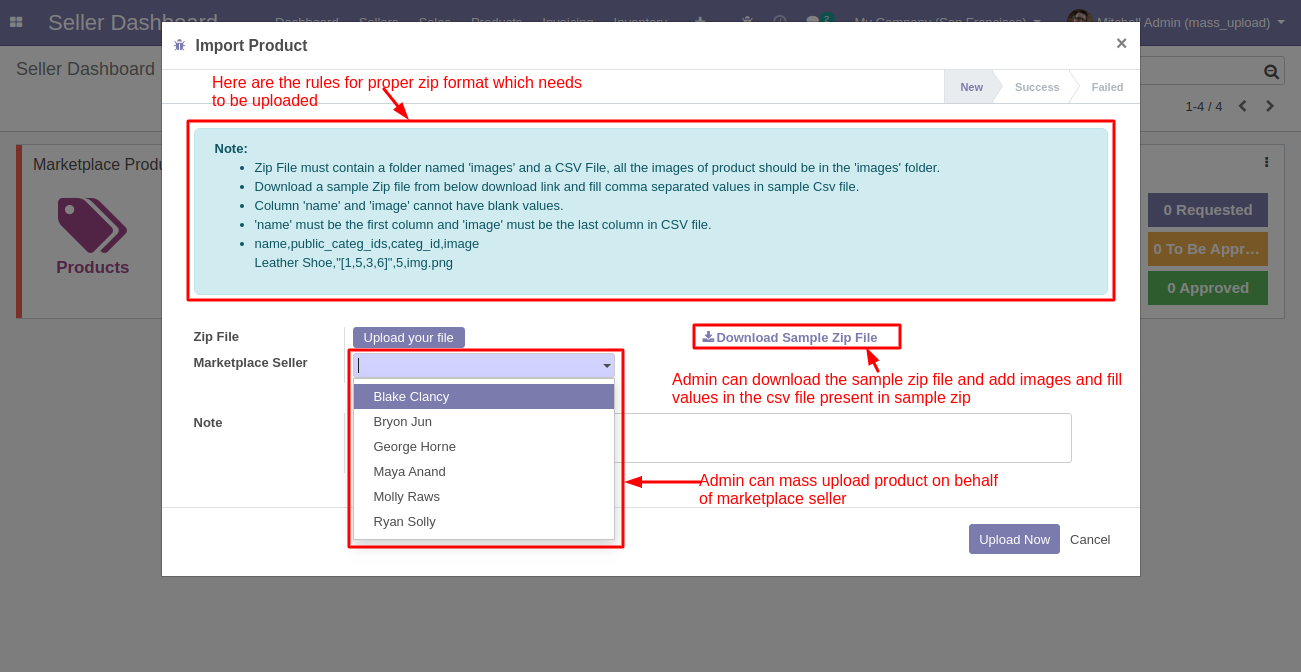 Seller Dashboard
Dashboard Sellers Sales Products Invoicing Inventory 2 My Company (San Francisco) Mitchell Admin (mass_upload)
Import Product ×
Seller Dashboard
Here are the rules for proper zip format which needs
to be uploaded
New Success Failed
1-4 / 4
Note:
Zip File must contain a folder named 'images' and a CSV File, all the images of product should be in the 'images' folder.
Download a sample Zip file from below download link and fill comma separated values in sample Csv file.
Column 'name' and 'image' cannot have blank values.
'name' must be the first column and 'image' must be the last column in CSV file.
name,public_categ_ids,categ_id,image
Leather Shoe,"[1,5,3,6]",5,img.png
Marketplace Produ
Products
0 Requested
0 To Be Appr…
0 Approved
Zip File Upload your file Download Sample Zip File
Marketplace Seller
Admin can download the sample zip file and add images and fill
values in the csv file present in sample zip
Blake Clancy
Bryon Jun
George Horne
Maya Anand
Molly Raws
Ryan Solly
Note
Admin can mass upload product on behalf
of marketplace seller
Upload Now Cancel